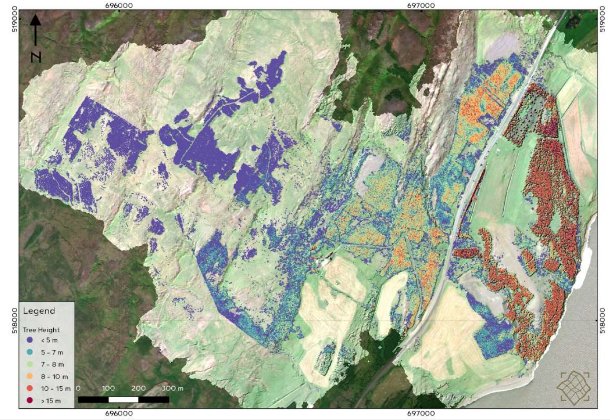 696000
697000
519000
519000
N
518000
518000
Legend
Tree Height
≤ 5 m
5 - 7 m
7 - 8 m
8 - 10 m
10 - 15 m
> 15 m
0 100 200 300 m
696000
697000